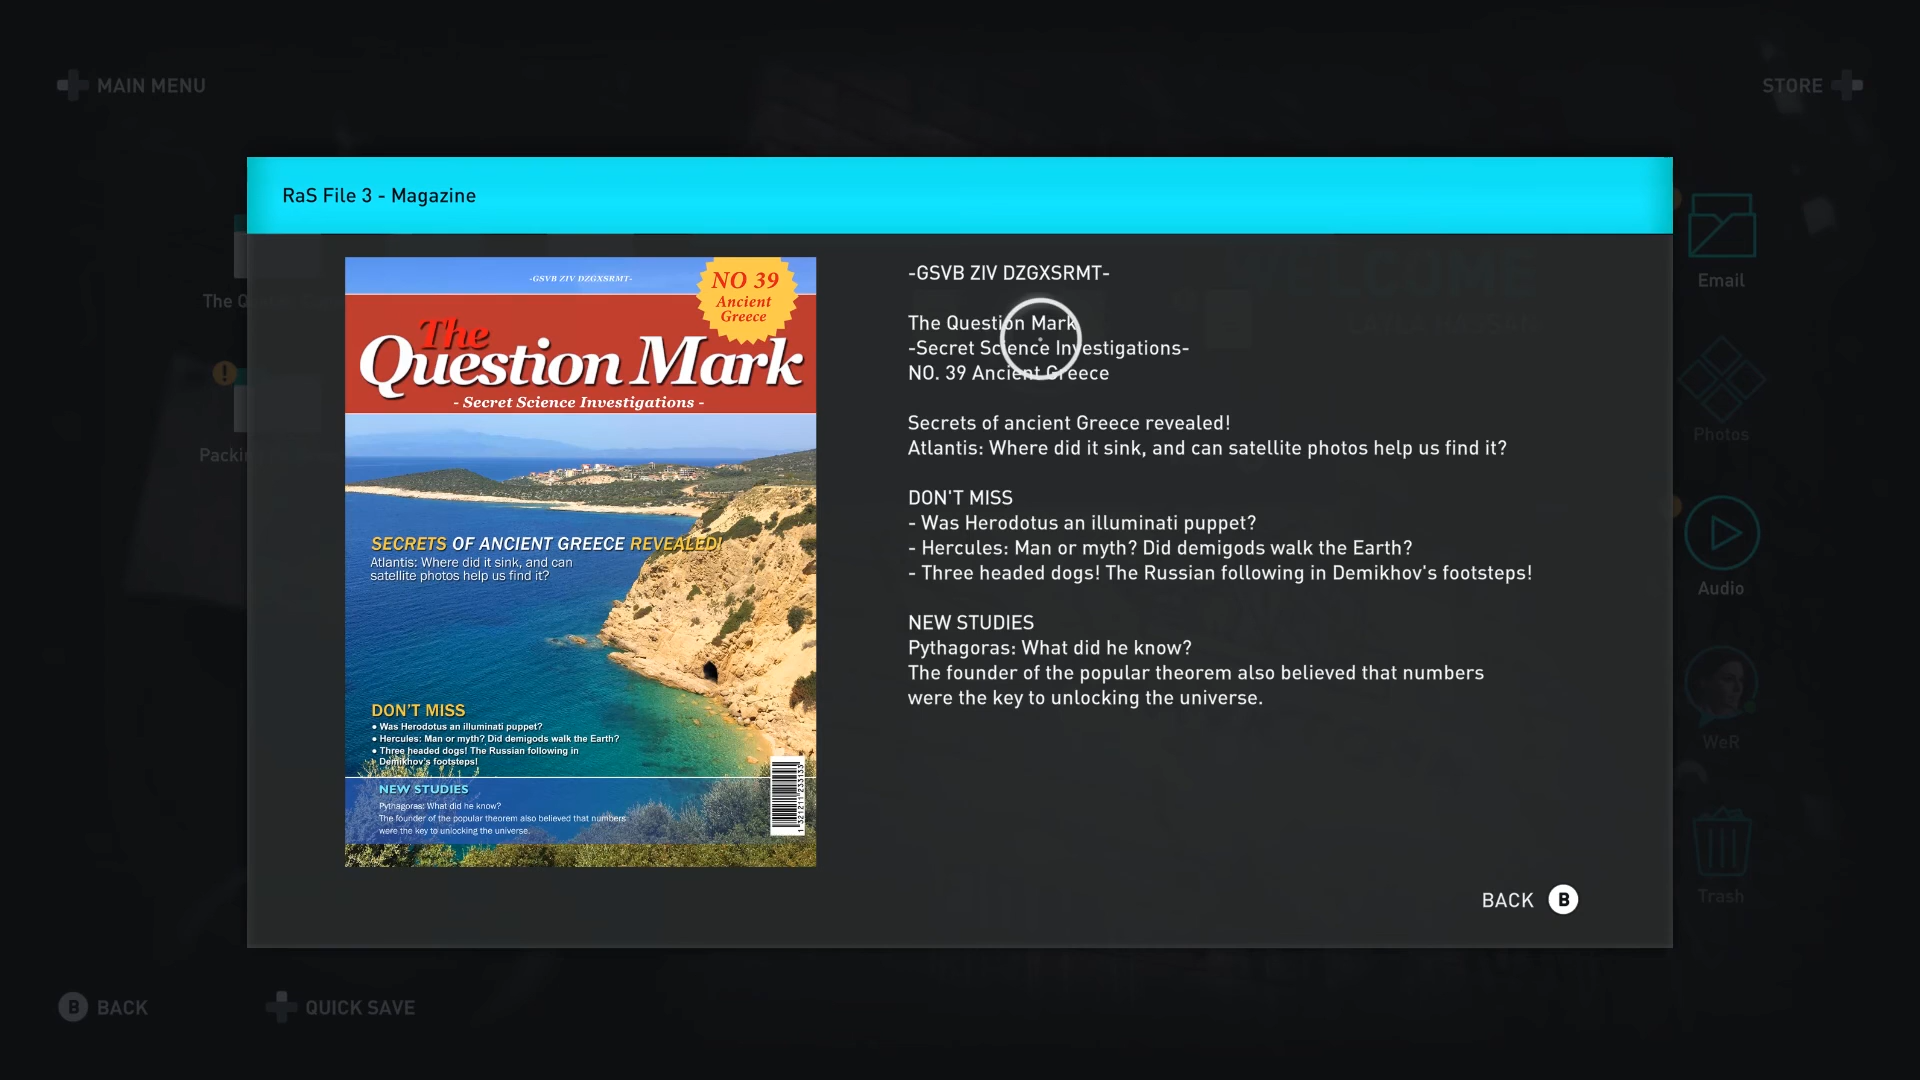 MAIN MENU
STORE
RaS File 3 - Magazine
-GSVB ZIV DZGXSRMT-
NO 39
Ancient
Greece
The
Question Mark
- Secret Science Investigations -
SECRETS OF ANCIENT GREECE REVEALED!
Atlantis: Where did it sink, and can
satellite photos help us find it?
DON'T MISS
• Was Herodotus an illuminati puppet?
• Hercules: Man or myth? Did demigods walk the Earth?
• Three headed dogs! The Russian following in
• Demikhov's footsteps!
NEW STUDIES
Pythagoras: What did he know?
The founder of the popular theorem also believed that numbers
were the key to unlocking the universe.
-GSVB ZIV DZGXSRMT-
The Question Mark
-Secret Science Investigations-
NO. 39 Ancient Greece
Secrets of ancient Greece revealed!
Atlantis: Where did it sink, and can satellite photos help us find it?
DON'T MISS
- Was Herodotus an illuminati puppet?
- Hercules: Man or myth? Did demigods walk the Earth?
- Three headed dogs! The Russian following in Demikhov's footsteps!
NEW STUDIES
Pythagoras: What did he know?
The founder of the popular theorem also believed that numbers
were the key to unlocking the universe.
BACK B
WELCOME
The
Email
Photos
Audio
WeR
Trash
B BACK
QUICK SAVE